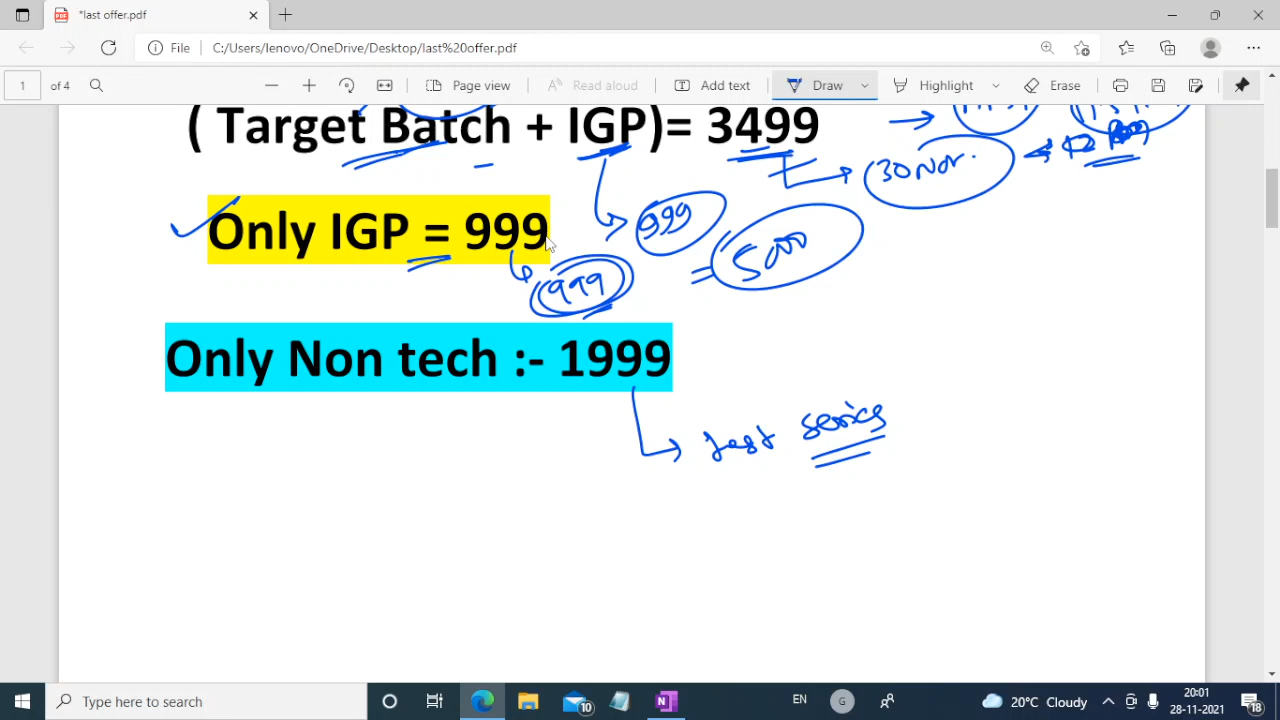 *last offer.pdf
File C:/Users/lenovo/OneDrive/Desktop/last%20offer.pdf
1 of 4 Page view Read aloud Add text Draw Highlight Erase
( Target Batch + IGP)= 3499
30 Nov.
Only IGP = 999
999
= 5000
999
Only Non tech :- 1999
test series
Type here to search
10
N
EN
G
20°C Cloudy
20:01
28-11-2021
18